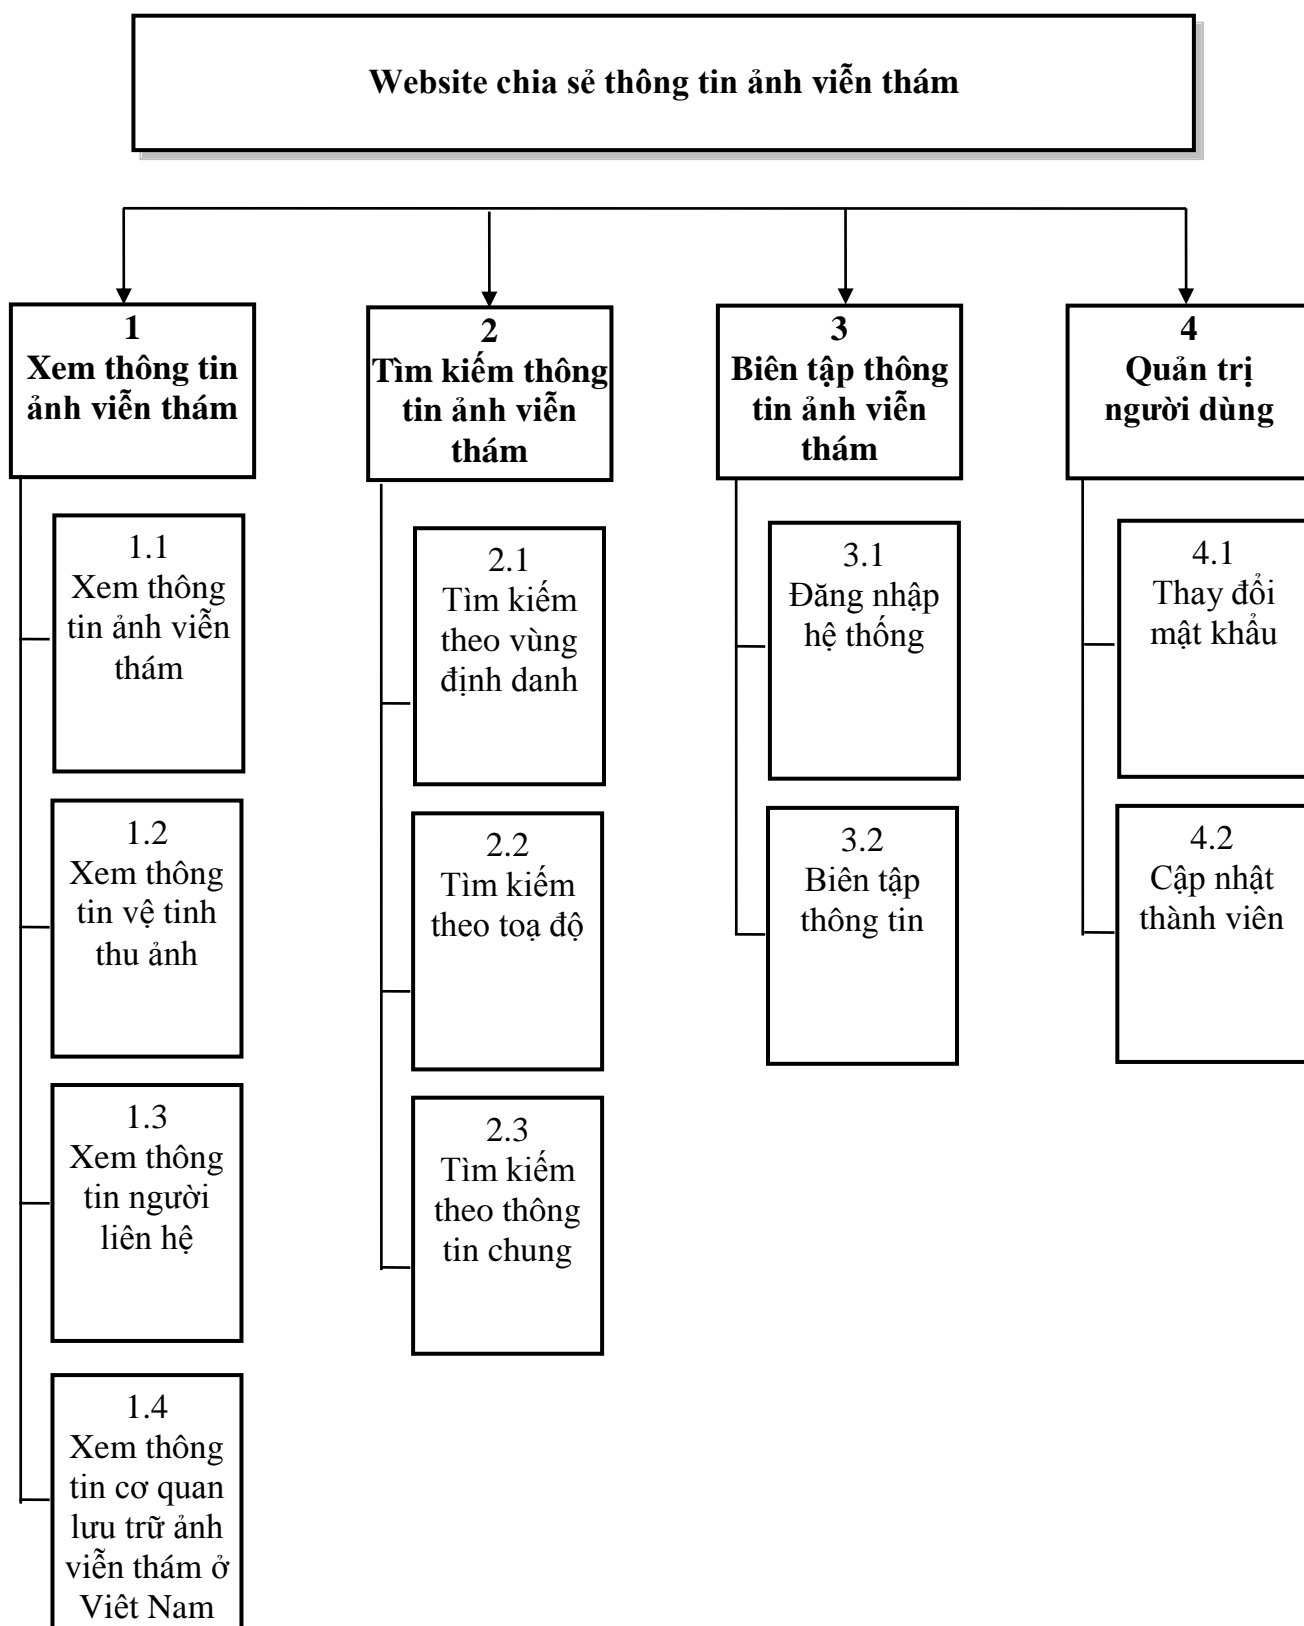 Website chia sẻ thông tin ảnh viễn thám
1
Xem thông tin
ảnh viễn thám
2
Tìm kiếm thông
tin ảnh viễn
thám
3
Biên tập thông
tin ảnh viễn
thám
4
Quản trị
người dùng
1.1
Xem thông
tin ảnh viễn
thám
1.2
Xem thông
tin vệ tinh
thu ảnh
1.3
Xem thông
tin người
liên hệ
1.4
Xem thông
tin cơ quan
lưu trữ ảnh
viễn thám ở
Viêt Nam
2.1
Tìm kiếm
theo vùng
định danh
2.2
Tìm kiếm
theo toạ độ
2.3
Tìm kiếm
theo thông
tin chung
3.1
Đăng nhập
hệ thống
3.2
Biên tập
thông tin
4.1
Thay đổi
mật khẩu
4.2
Cập nhật
thành viên